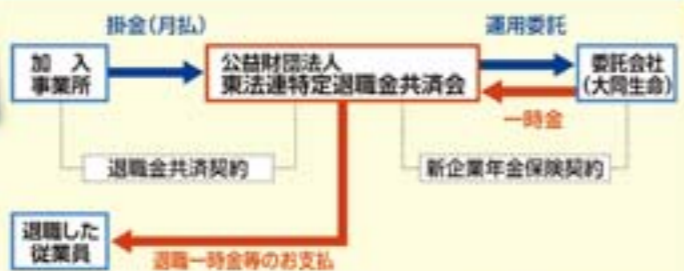 掛金(月払)
運用委託
加 入
事業所
公益財団法人
東法連特定退職金共済会
委託会社
(大同生命)
一時金
退職金共済契約
新企業年金保険契約
退職した
従業員
退職一時金等のお支払